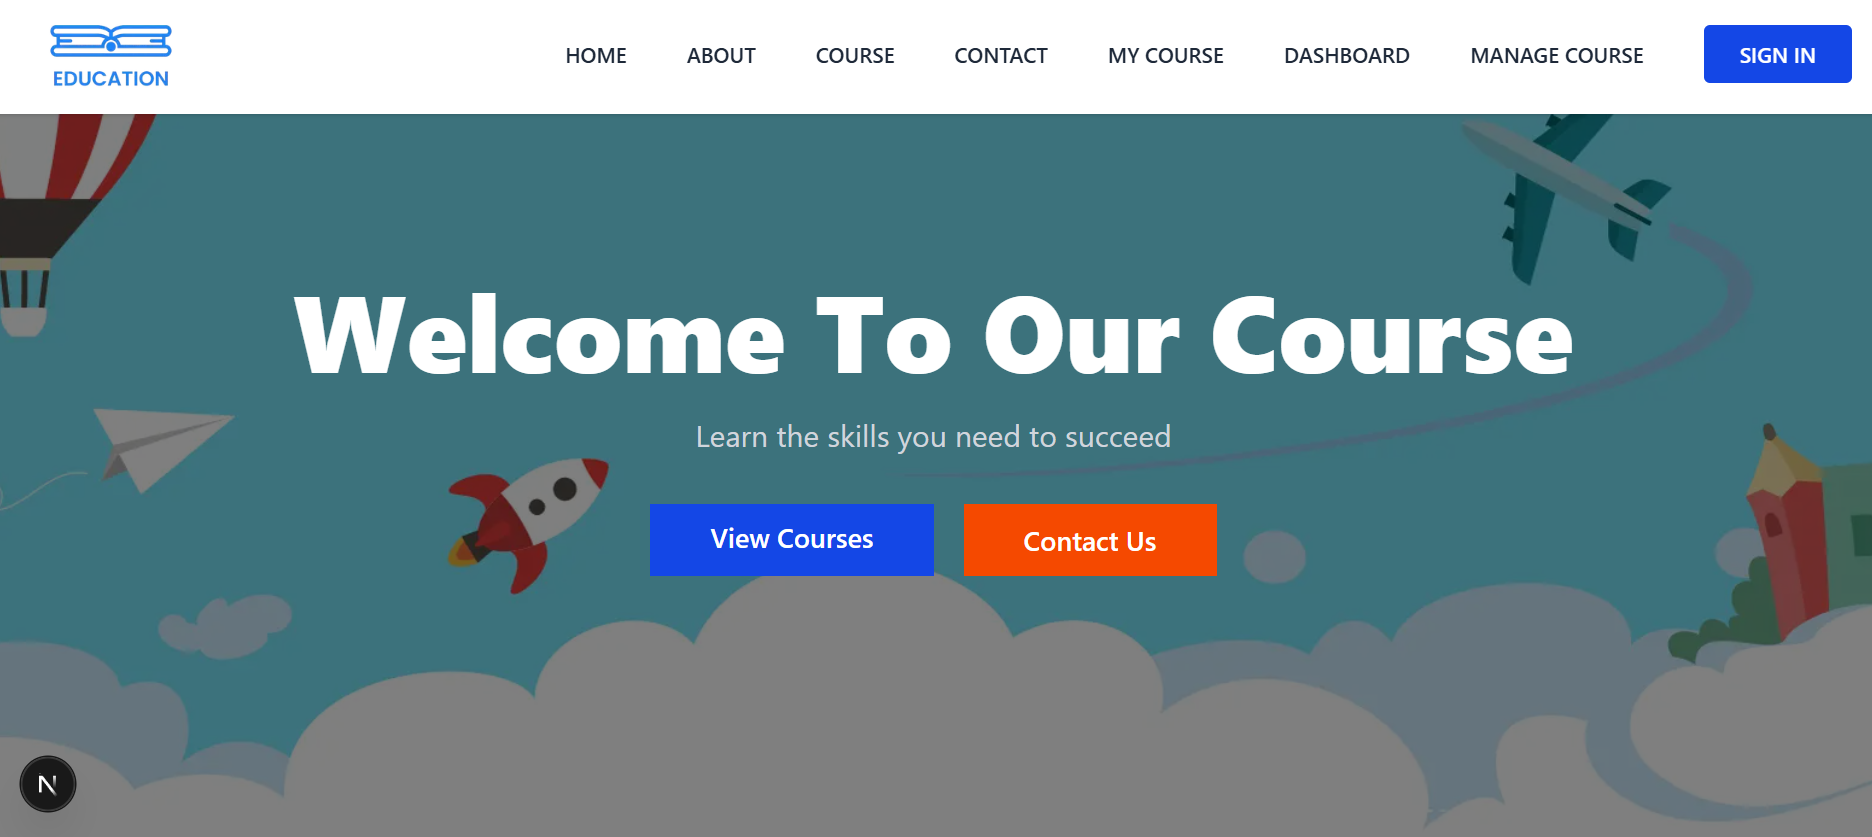 EDUCATION
HOME ABOUT COURSE CONTACT MY COURSE DASHBOARD MANAGE COURSE SIGN IN
Welcome To Our Course
Learn the skills you need to succeed
View Courses Contact Us
N